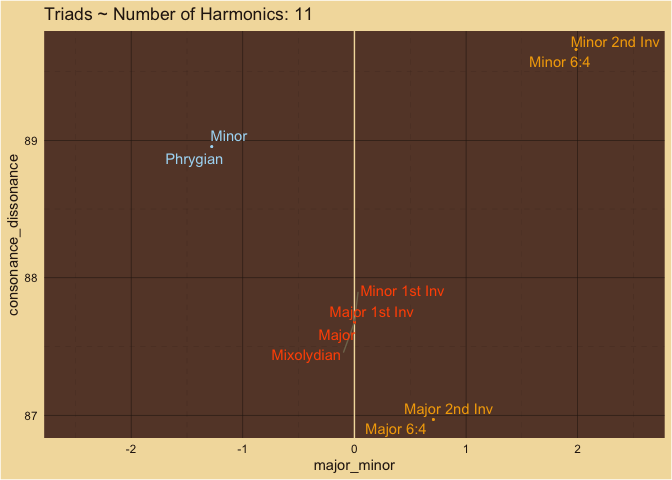 Triads ~ Number of Harmonics: 11
Minor 2nd Inv
Minor 6:4
89
Minor
Phrygian
consonance_dissonance
88
Minor 1st Inv
Major 1st Inv
Major
Mixolydian
87
Major 2nd Inv
Major 6:4
-2 -1 0 1 2
major_minor